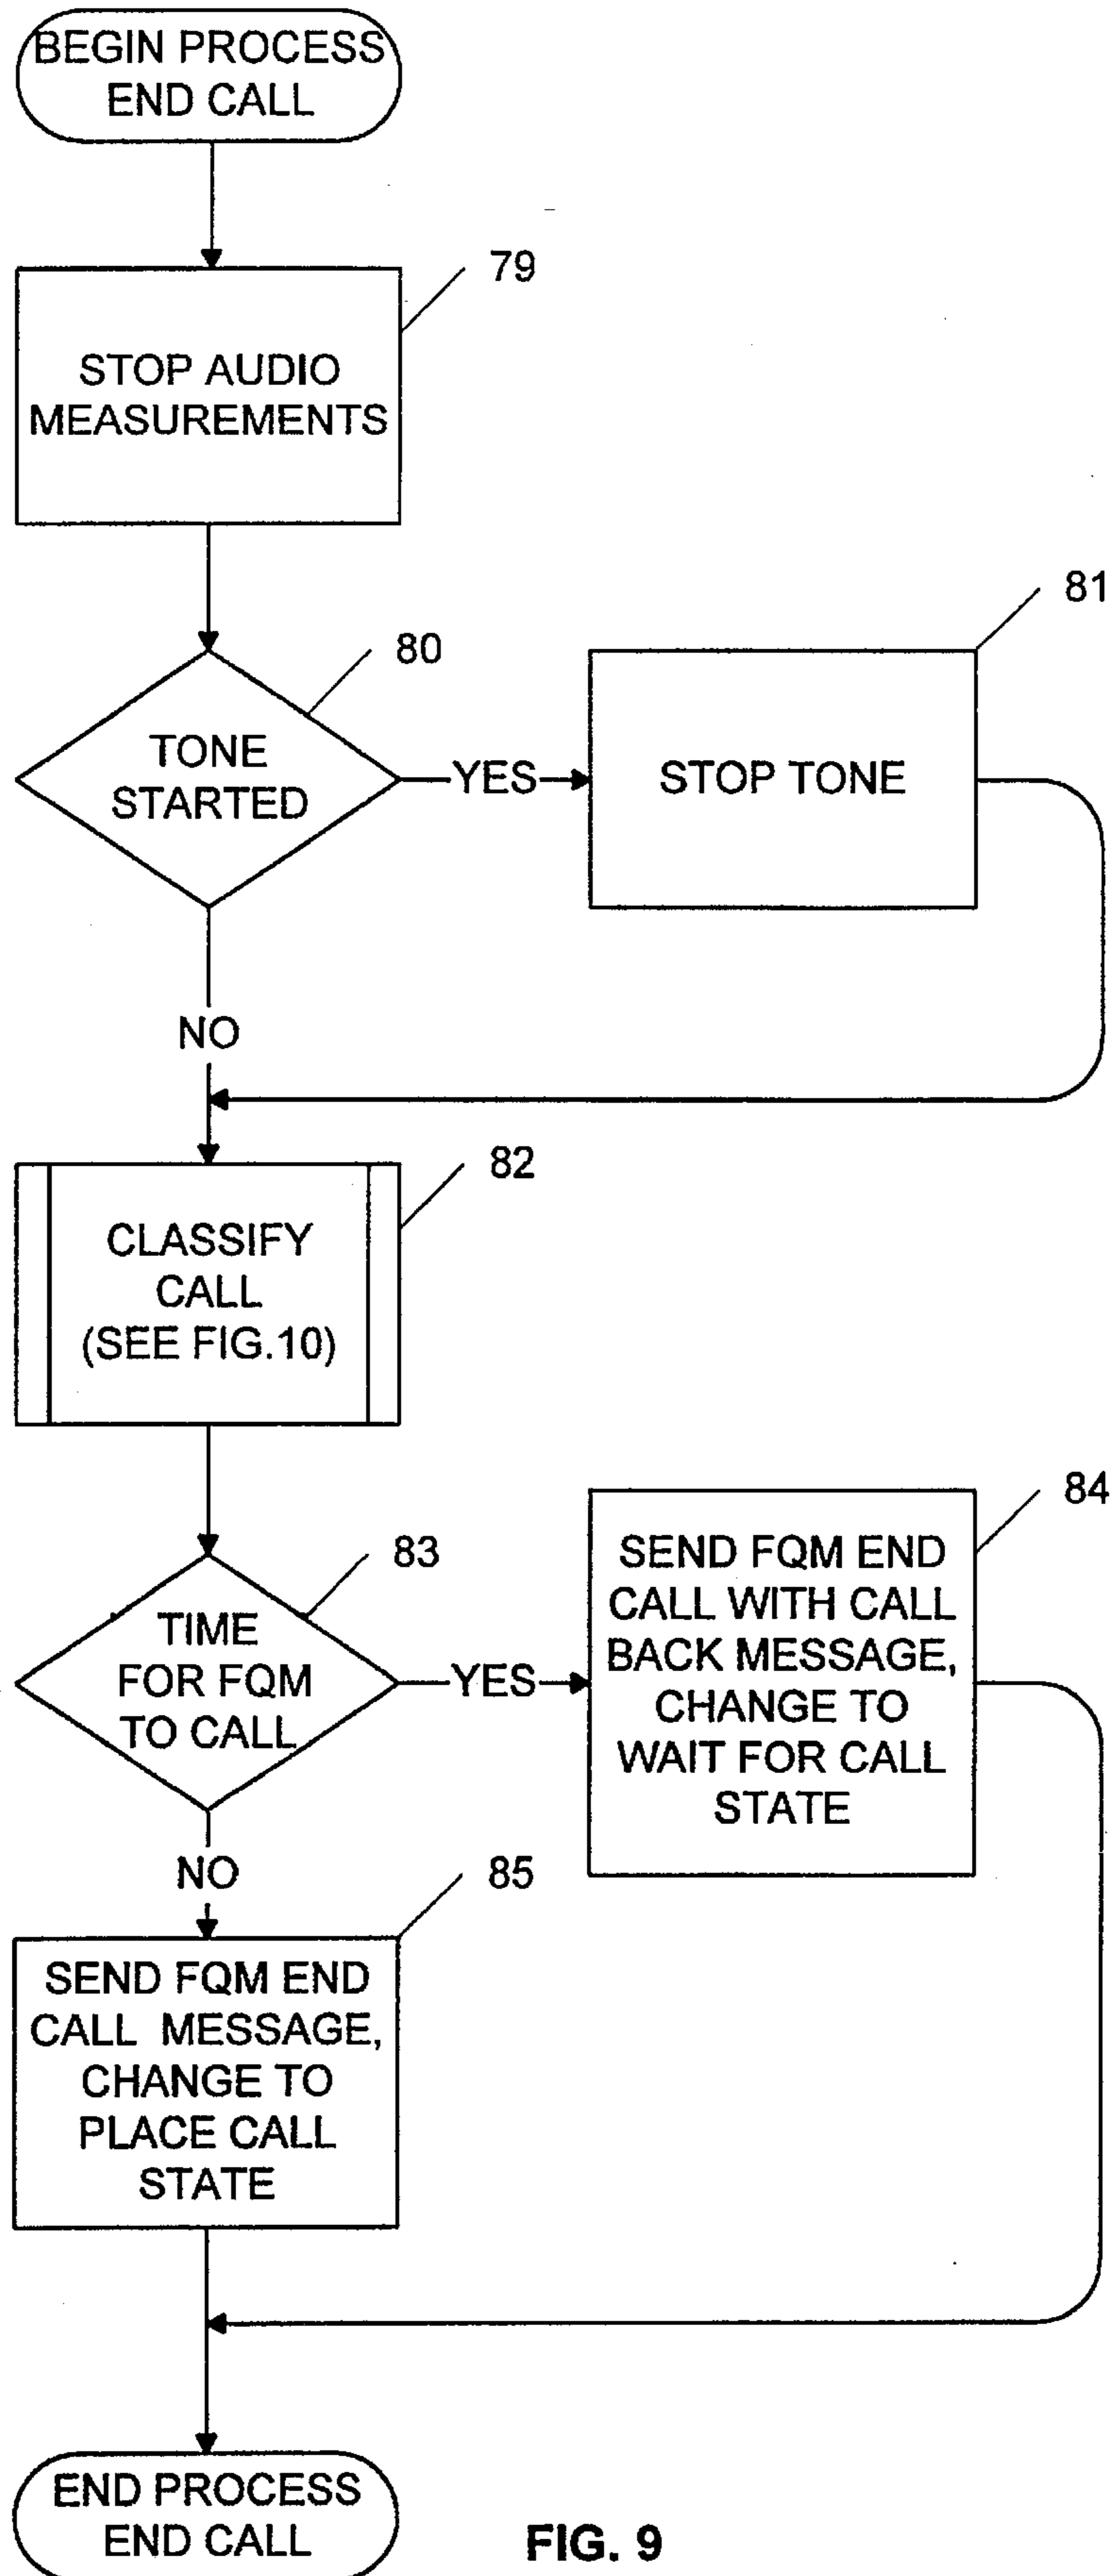 BEGIN PROCESS
END CALL
79
STOP AUDIO
MEASUREMENTS
80
TONE
STARTED
YES
81
STOP TONE
NO
82
CLASSIFY
CALL
(SEE FIG.10)
83
TIME
FOR FQM
TO CALL
YES
84
SEND FQM END
CALL WITH CALL
BACK MESSAGE,
CHANGE TO
WAIT FOR CALL
STATE
NO
85
SEND FQM END
CALL MESSAGE,
CHANGE TO
PLACE CALL
STATE
END PROCESS
END CALL
FIG. 9